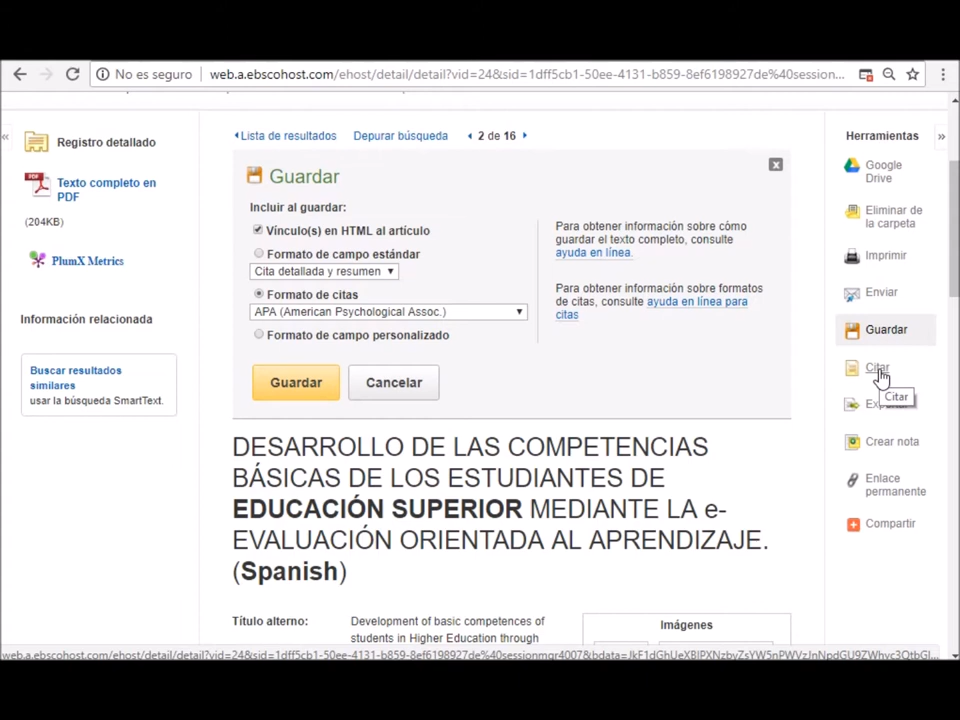 No es seguro
web.a.ebscohost.com/ehost/detail/detail?vid=24&sid=1dff5cb1-50ee-4131-b859-8ef6198927de%40session...
Registro detallado
Texto completo en
PDF
(204KB)
PlumX Metrics
Información relacionada
Buscar resultados
similares
usar la búsqueda SmartText.
Lista de resultados
Depurar búsqueda
2 de 16
Guardar
Incluir al guardar:
Vínculo(s) en HTML al artículo
Formato de campo estándar
Cita detallada y resumen
Formato de citas
APA (American Psychological Assoc.)
Formato de campo personalizado
Guardar
Cancelar
Para obtener información sobre cómo
guardar el texto completo, consulte
ayuda en línea.
Para obtener información sobre formatos
de citas, consulte ayuda en línea para
citas
DESARROLLO DE LAS COMPETENCIAS
BÁSICAS DE LOS ESTUDIANTES DE
EDUCACIÓN SUPERIOR MEDIANTE LA e-
EVALUACIÓN ORIENTADA AL APRENDIZAJE.
(Spanish)
Título alterno:
Development of basic competences of
students in Higher Education through
Imágenes
Herramientas
Google
Drive
Eliminar de
la carpeta
Imprimir
Enviar
Guardar
Citar
Citar
Crear nota
Enlace
permanente
Compartir